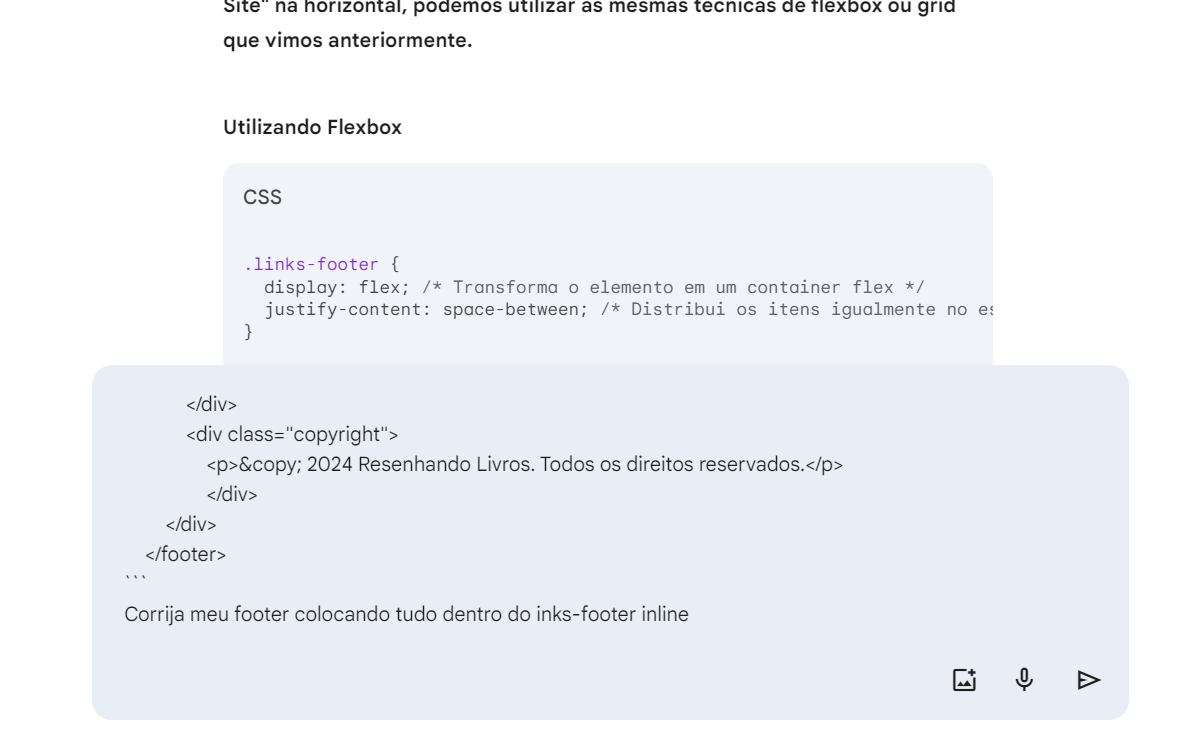 Site" na horizontal, podemos utilizar as mesmas técnicas de flexbox ou grid
que vimos anteriormente.
Utilizando Flexbox
CSS
.links-footer {
display: flex; /* Transforma o elemento em um container flex */
justify-content: space-between; /* Distribui os itens igualmente no es
}
</div>
<div class="copyright">
<p>&copy; 2024 Resenhando Livros. Todos os direitos reservados.</p>
</div>
</div>
</footer>
```
Corrija meu footer colocando tudo dentro do inks-footer inline